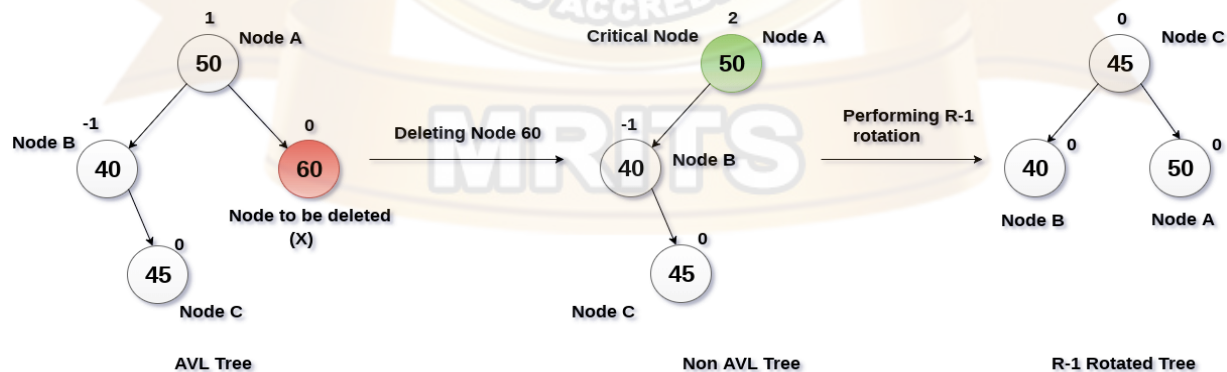 1
Node A
50
-1
Node B
40
0
60
Node to be deleted
(X)
0
45
Node C
AVL Tree
Deleting Node 60
2
Critical Node
Node A
50
-1
40
Node B
0
45
Node C
Non AVL Tree
Performing R-1
rotation
0
Node C
45
0
40
Node B
0
50
Node A
R-1 Rotated Tree
MRITS